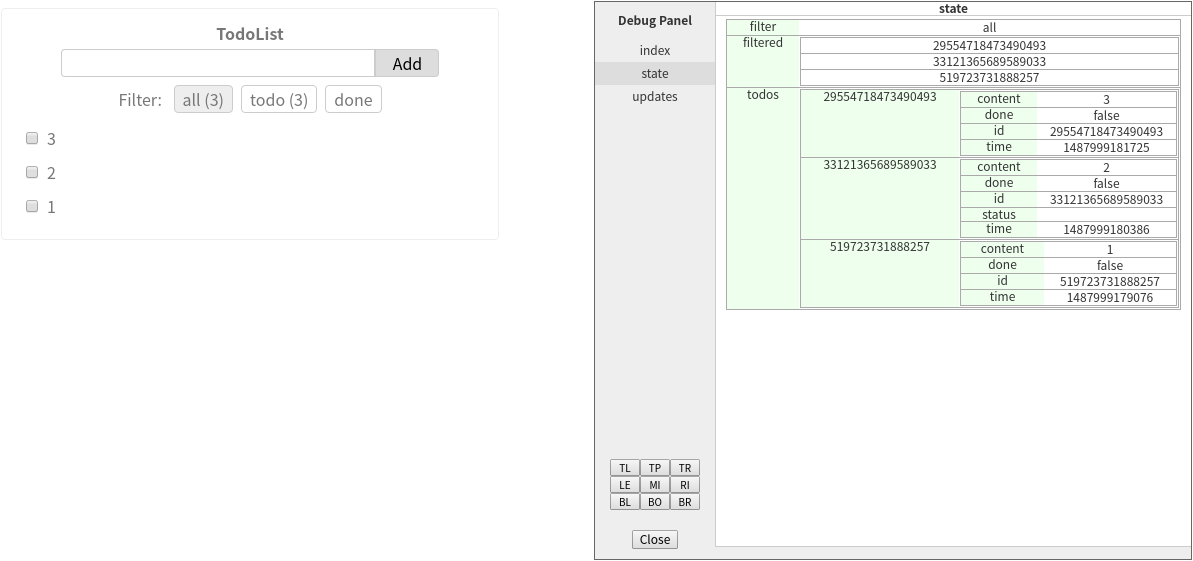 TodoList
Add
Filter: all (3) todo (3) done
3
2
1
Debug Panel
index
state
updates
TL TP TR
LE MI RI
BL BO BR
Close
state
filter all
filtered 29554718473490493
33121365689589033
519723731888257
todos 29554718473490493 content 3
done false
id 29554718473490493
time 1487999181725
33121365689589033 content 2
done false
id 33121365689589033
status
time 1487999180386
519723731888257 content 1
done false
id 519723731888257
time 1487999179076